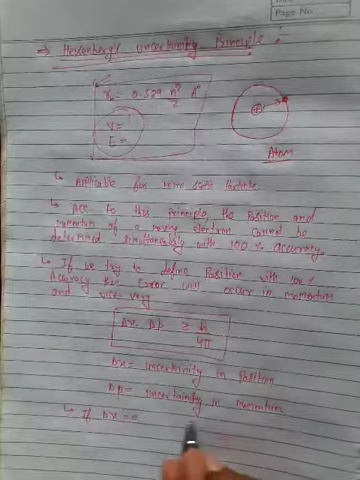 Page No.
⇒ Heisenberg's Uncertainty Principle :
rₙ = 0.529 n²/Z A°
V =
E =
Atom
↳ Applicable for micro particle
↳ Acc. to this principle, the Position and
momentum of a moving electron cannot be
determined simultaneously with 100% accuracy.
↳ If we try to define Position with 100%
Accuracy then Error will occur in momentum
and vice versa
Δx. Δp ≥ h/4π
Δx = uncertainity in Position
Δp = uncertainity in momentum
↳ If Δx = 0